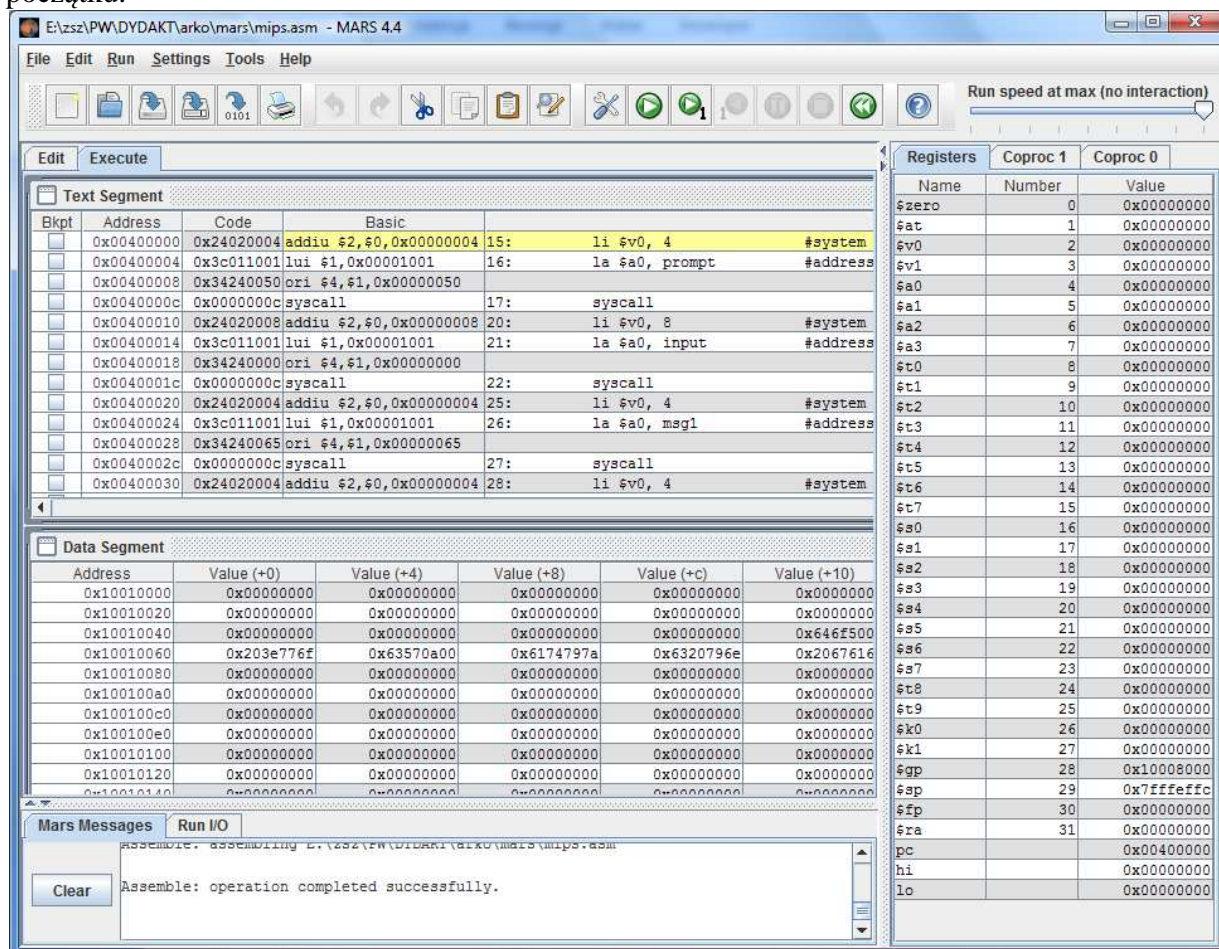 początku.
E:\zsz\PW\DYDAKT\arko\mars\mips.asm - MARS 4.4
File Edit Run Settings Tools Help
Run speed at max (no interaction)
Edit Execute
Text Segment
Bkpt Address Code Basic
0x00400000 0x24020004 addiu $2,$0,0x00000004 15: li $v0, 4 #system
0x00400004 0x3c011001 lui $1,0x00001001 16: la $a0, prompt #address
0x00400008 0x34240050 ori $4,$1,0x00000050
0x0040000c 0x0000000c syscall 17: syscall
0x00400010 0x24020008 addiu $2,$0,0x00000008 20: li $v0, 8 #system
0x00400014 0x3c011001 lui $1,0x00001001 21: la $a0, input #address
0x00400018 0x34240000 ori $4,$1,0x00000000
0x0040001c 0x0000000c syscall 22: syscall
0x00400020 0x24020004 addiu $2,$0,0x00000004 25: li $v0, 4 #system
0x00400024 0x3c011001 lui $1,0x00001001 26: la $a0, msg1 #address
0x00400028 0x34240065 ori $4,$1,0x00000065
0x0040002c 0x0000000c syscall 27: syscall
0x00400030 0x24020004 addiu $2,$0,0x00000004 28: li $v0, 4 #system
Data Segment
Address Value (+0) Value (+4) Value (+8) Value (+c) Value (+10)
0x10010000 0x00000000 0x00000000 0x00000000 0x00000000 0x0000000
0x10010020 0x00000000 0x00000000 0x00000000 0x00000000 0x0000000
0x10010040 0x00000000 0x00000000 0x00000000 0x00000000 0x646f500
0x10010060 0x203e776f 0x63570a00 0x6174797a 0x6320796e 0x2067616
0x10010080 0x00000000 0x00000000 0x00000000 0x00000000 0x0000000
0x100100a0 0x00000000 0x00000000 0x00000000 0x00000000 0x0000000
0x100100c0 0x00000000 0x00000000 0x00000000 0x00000000 0x0000000
0x100100e0 0x00000000 0x00000000 0x00000000 0x00000000 0x0000000
0x10010100 0x00000000 0x00000000 0x00000000 0x00000000 0x0000000
0x10010120 0x00000000 0x00000000 0x00000000 0x00000000 0x0000000
0x10010140 0x00000000 0x00000000 0x00000000 0x00000000 0x0000000
Mars Messages Run I/O
Assemble: assembling E:\zsz\PW\DYDAKT\arko\mars\mips.asm
Assemble: operation completed successfully.
Clear
Registers Coproc 1 Coproc 0
Name Number Value
$zero 0 0x00000000
$at 1 0x00000000
$v0 2 0x00000000
$v1 3 0x00000000
$a0 4 0x00000000
$a1 5 0x00000000
$a2 6 0x00000000
$a3 7 0x00000000
$t0 8 0x00000000
$t1 9 0x00000000
$t2 10 0x00000000
$t3 11 0x00000000
$t4 12 0x00000000
$t5 13 0x00000000
$t6 14 0x00000000
$t7 15 0x00000000
$s0 16 0x00000000
$s1 17 0x00000000
$s2 18 0x00000000
$s3 19 0x00000000
$s4 20 0x00000000
$s5 21 0x00000000
$s6 22 0x00000000
$s7 23 0x00000000
$t8 24 0x00000000
$t9 25 0x00000000
$k0 26 0x00000000
$k1 27 0x00000000
$gp 28 0x10008000
$sp 29 0x7fffeffc
$fp 30 0x00000000
$ra 31 0x00000000
pc 0x00400000
hi 0x00000000
lo 0x00000000